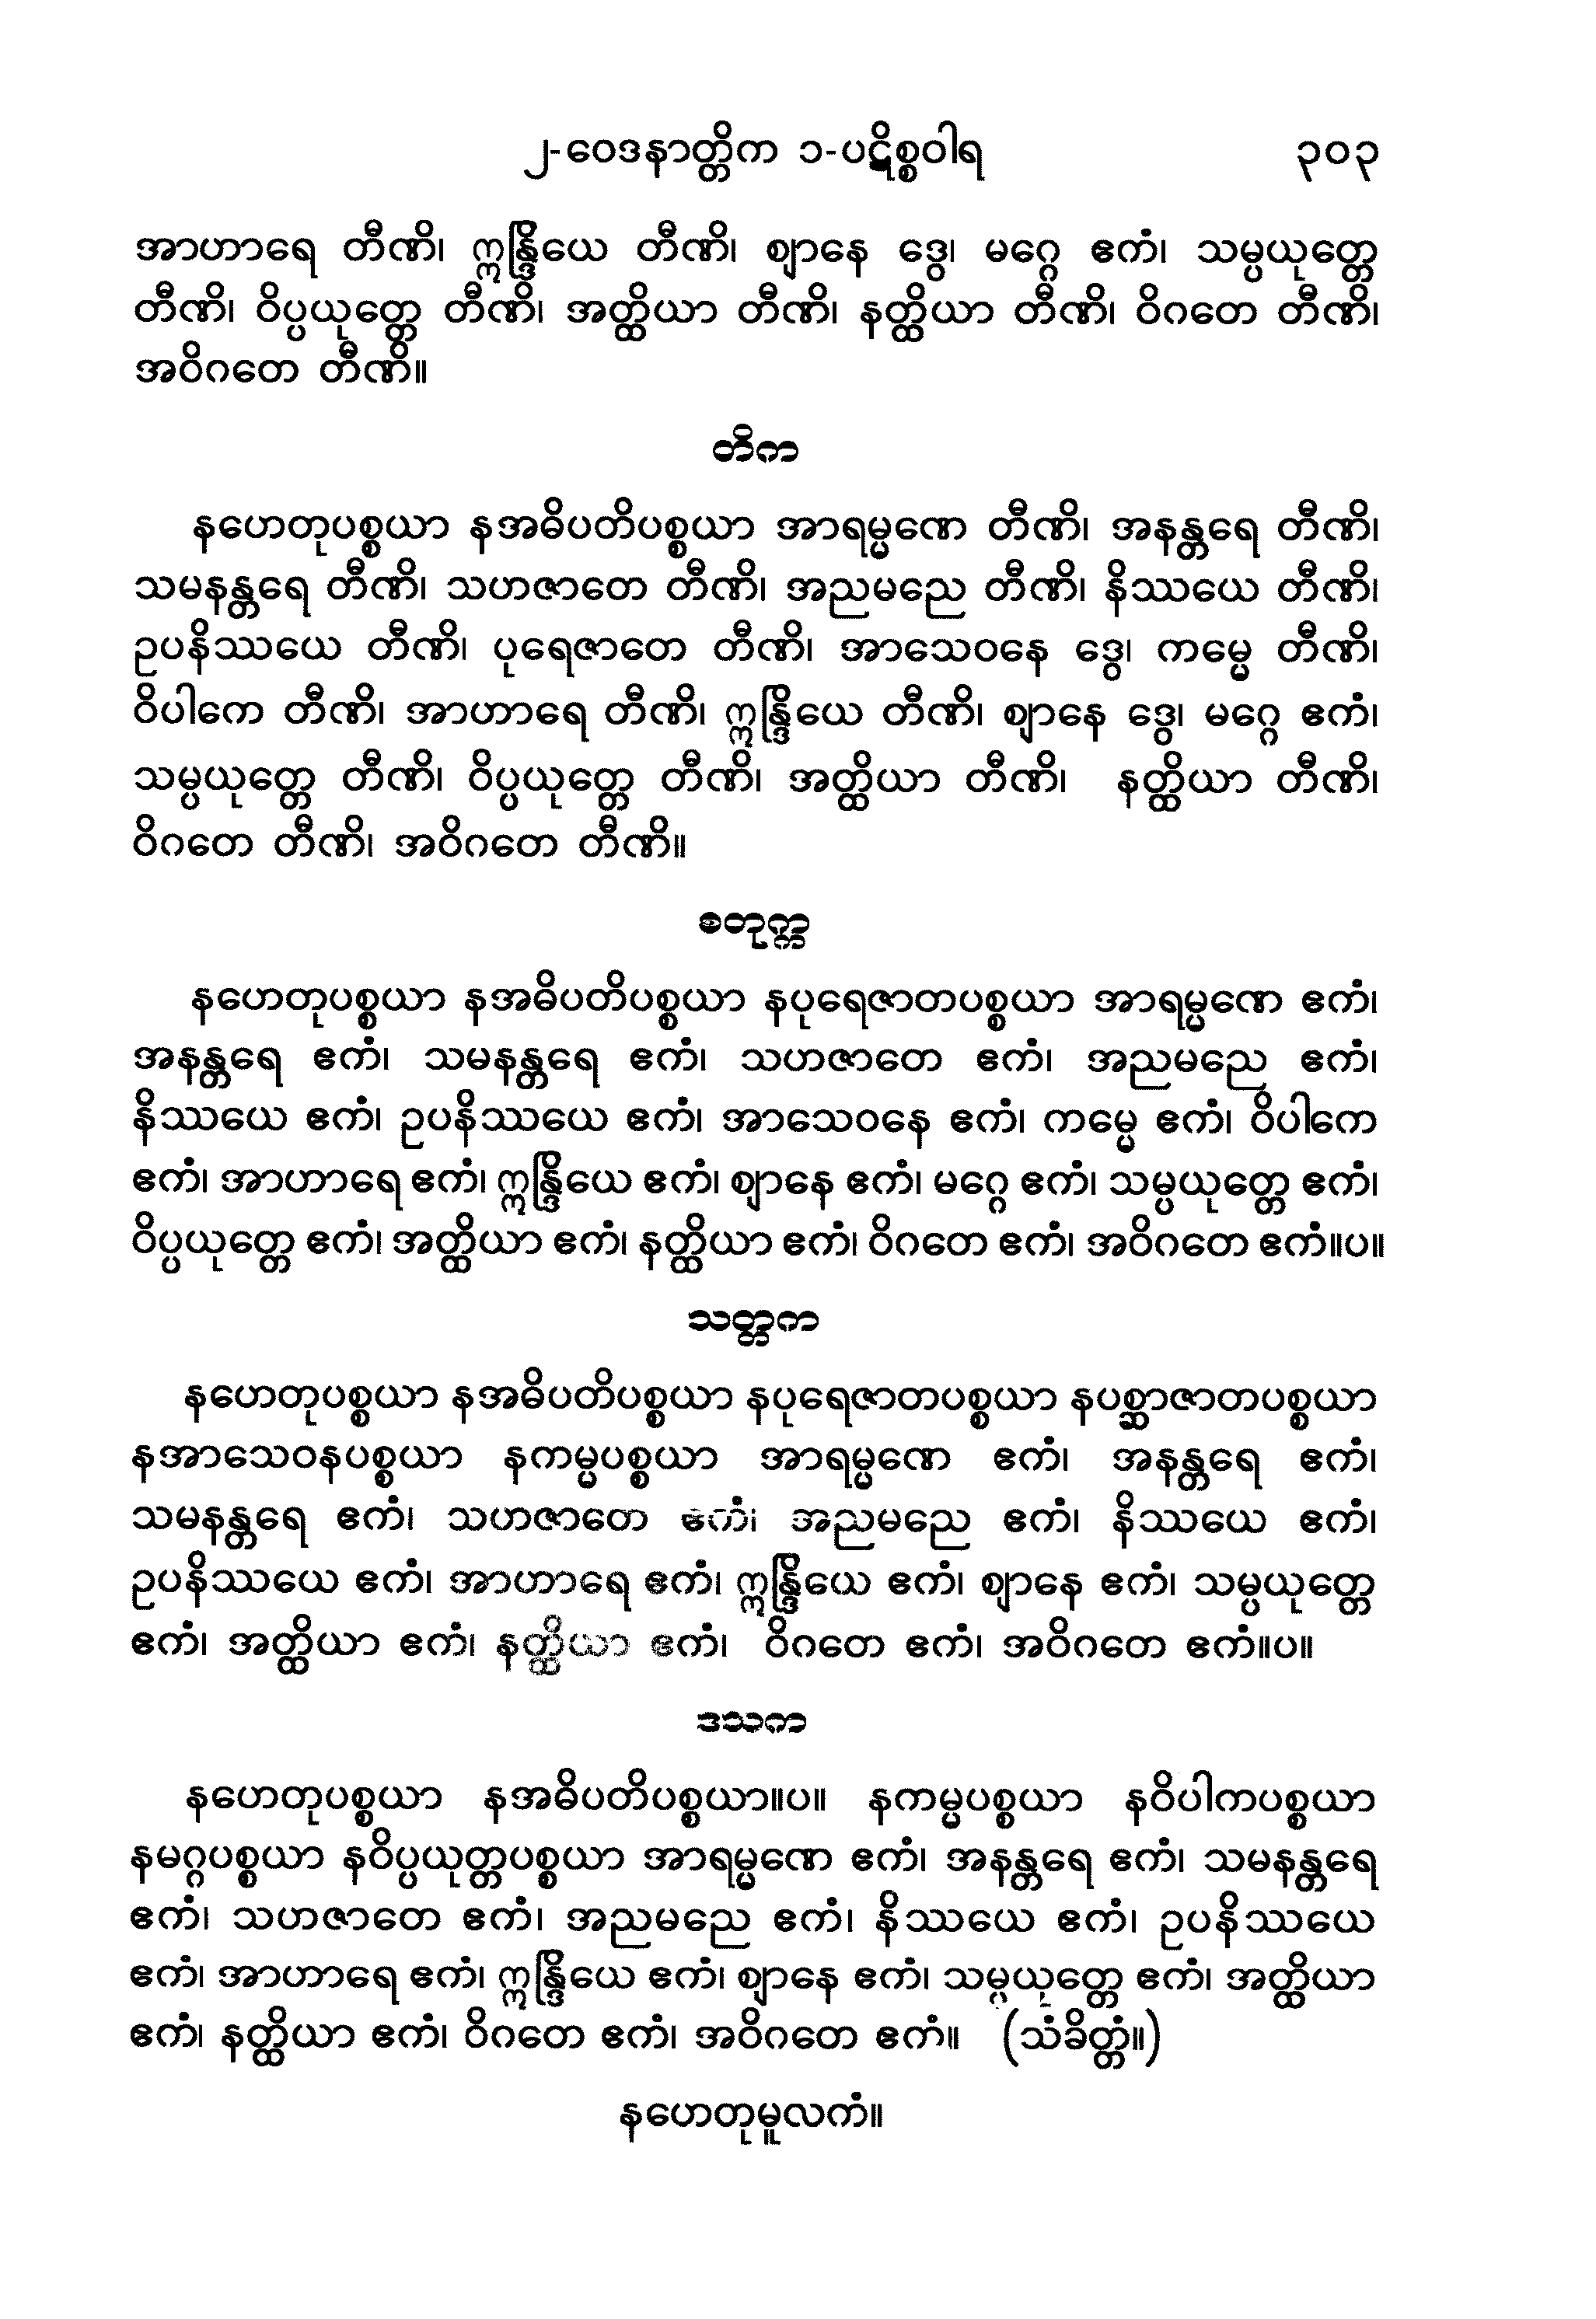 ၂-ဝေဒနာတ္တိက ၁-ပဋိစ္စဝါရ ၃၀၃
အာဟာရေ တီဏိ၊ ဣန္ဒြိယေ တီဏိ၊ ဈာနေ ဒွေ၊ မဂ္ဂေ ဧကံ၊ သမ္ပယုတ္တေ
တီဏိ၊ ဝိပ္ပယုတ္တေ တီဏိ၊ အတ္ထိယာ တီဏိ၊ နတ္ထိယာ တီဏိ၊ ဝိဂတေ တီဏိ၊
အဝိဂတေ တီဏိ။
တိက
နဟေတုပစ္စယာ နအဓိပတိပစ္စယာ အာရမ္မဏေ တီဏိ၊ အနန္တရေ တီဏိ၊
သမနန္တရေ တီဏိ၊ သဟဇာတေ တီဏိ၊ အညမညေ တီဏိ၊ နိဿယေ တီဏိ၊
ဥပနိဿယေ တီဏိ၊ ပုရေဇာတေ တီဏိ၊ အာသေဝနေ ဒွေ၊ ကမ္မေ တီဏိ၊
ဝိပါကေ တီဏိ၊ အာဟာရေ တီဏိ၊ ဣန္ဒြိယေ တီဏိ၊ ဈာနေ ဒွေ၊ မဂ္ဂေ ဧကံ၊
သမ္ပယုတ္တေ တီဏိ၊ ဝိပ္ပယုတ္တေ တီဏိ၊ အတ္ထိယာ တီဏိ၊ နတ္ထိယာ တီဏိ၊
ဝိဂတေ တီဏိ၊ အဝိဂတေ တီဏိ။
စတုက္က
နဟေတုပစ္စယာ နအဓိပတိပစ္စယာ နပုရေဇာတပစ္စယာ အာရမ္မဏေ ဧကံ၊
အနန္တရေ ဧကံ၊ သမနန္တရေ ဧကံ၊ သဟဇာတေ ဧကံ၊ အညမညေ ဧကံ၊
နိဿယေ ဧကံ၊ ဥပနိဿယေ ဧကံ၊ အာသေဝနေ ဧကံ၊ ကမ္မေ ဧကံ၊ ဝိပါကေ
ဧကံ၊ အာဟာရေ ဧကံ၊ ဣန္ဒြိယေ ဧကံ၊ ဈာနေ ဧကံ၊ မဂ္ဂေ ဧကံ၊ သမ္ပယုတ္တေ ဧကံ၊
ဝိပ္ပယုတ္တေ ဧကံ၊ အတ္ထိယာ ဧကံ၊ နတ္ထိယာ ဧကံ၊ ဝိဂတေ ဧကံ၊ အဝိဂတေ ဧကံ။ပ။
သတ္တက
နဟေတုပစ္စယာ နအဓိပတိပစ္စယာ နပုရေဇာတပစ္စယာ နပစ္ဆာဇာတပစ္စယာ
နအာသေဝနပစ္စယာ နကမ္မပစ္စယာ အာရမ္မဏေ ဧကံ၊ အနန္တရေ ဧကံ၊
သမနန္တရေ ဧကံ၊ သဟဇာတေ ဧကံ၊ အညမညေ ဧကံ၊ နိဿယေ ဧကံ၊
ဥပနိဿယေ ဧကံ၊ အာဟာရေ ဧကံ၊ ဣန္ဒြိယေ ဧကံ၊ ဈာနေ ဧကံ၊ သမ္ပယုတ္တေ
ဧကံ၊ အတ္ထိယာ ဧကံ၊ နတ္ထိယာ ဧကံ၊ ဝိဂတေ ဧကံ၊ အဝိဂတေ ဧကံ။ပ။
ဒသက
နဟေတုပစ္စယာ နအဓိပတိပစ္စယာ။ပ။ နကမ္မပစ္စယာ နဝိပါကပစ္စယာ
နမဂ္ဂပစ္စယာ နဝိပ္ပယုတ္တပစ္စယာ အာရမ္မဏေ ဧကံ၊ အနန္တရေ ဧကံ၊ သမနန္တရေ
ဧကံ၊ သဟဇာတေ ဧကံ၊ အညမညေ ဧကံ၊ နိဿယေ ဧကံ၊ ဥပနိဿယေ
ဧကံ၊ အာဟာရေ ဧကံ၊ ဣန္ဒြိယေ ဧကံ၊ ဈာနေ ဧကံ၊ သမ္ပယုတ္တေ ဧကံ၊ အတ္ထိယာ
ဧကံ၊ နတ္ထိယာ ဧကံ၊ ဝိဂတေ ဧကံ၊ အဝိဂတေ ဧကံ။ (သံခိတ္တံ။)
နဟေတုမူလကံ။